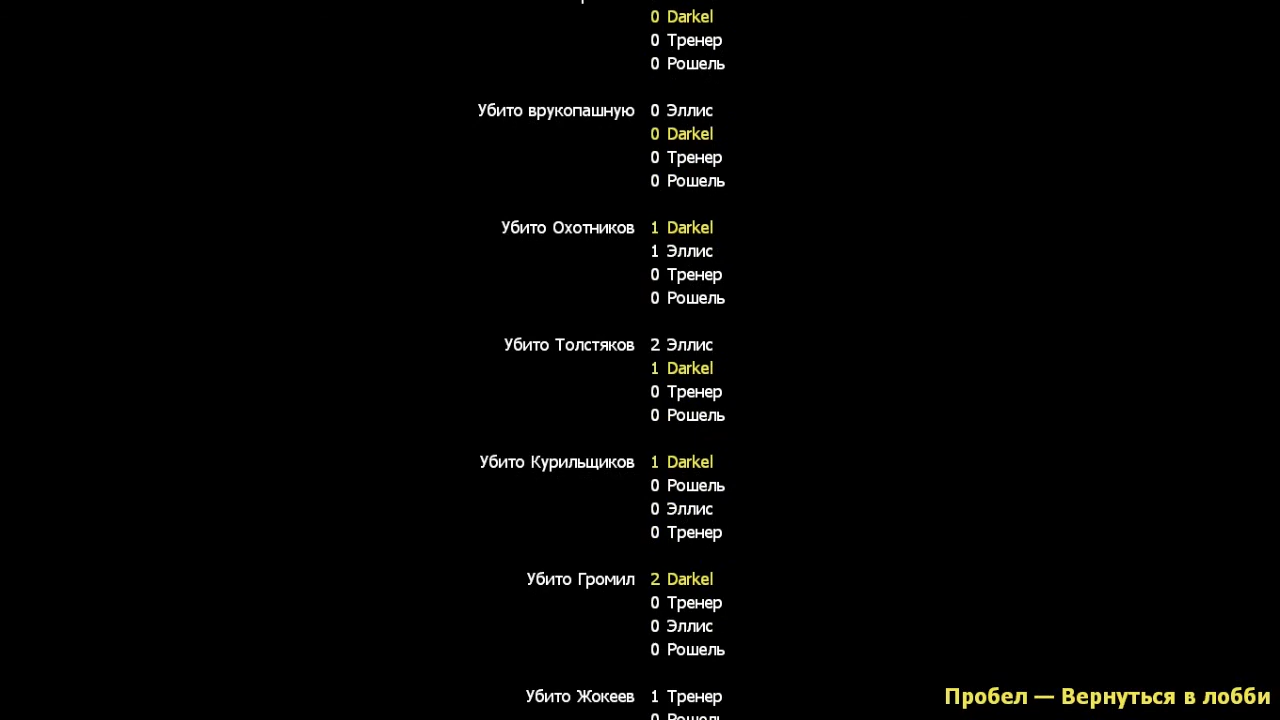 0 Darkel
0 Тренер
0 Рошель
Убито врукопашную 0 Эллис
0 Darkel
0 Тренер
0 Рошель
Убито Охотников 1 Darkel
1 Эллис
0 Тренер
0 Рошель
Убито Толстяков 2 Эллис
1 Darkel
0 Тренер
0 Рошель
Убито Курильщиков 1 Darkel
0 Рошель
0 Эллис
0 Тренер
Убито Громил 2 Darkel
0 Тренер
0 Эллис
0 Рошель
Убито Жокеев 1 Тренер
0 Рошель
Пробел — Вернуться в лобби